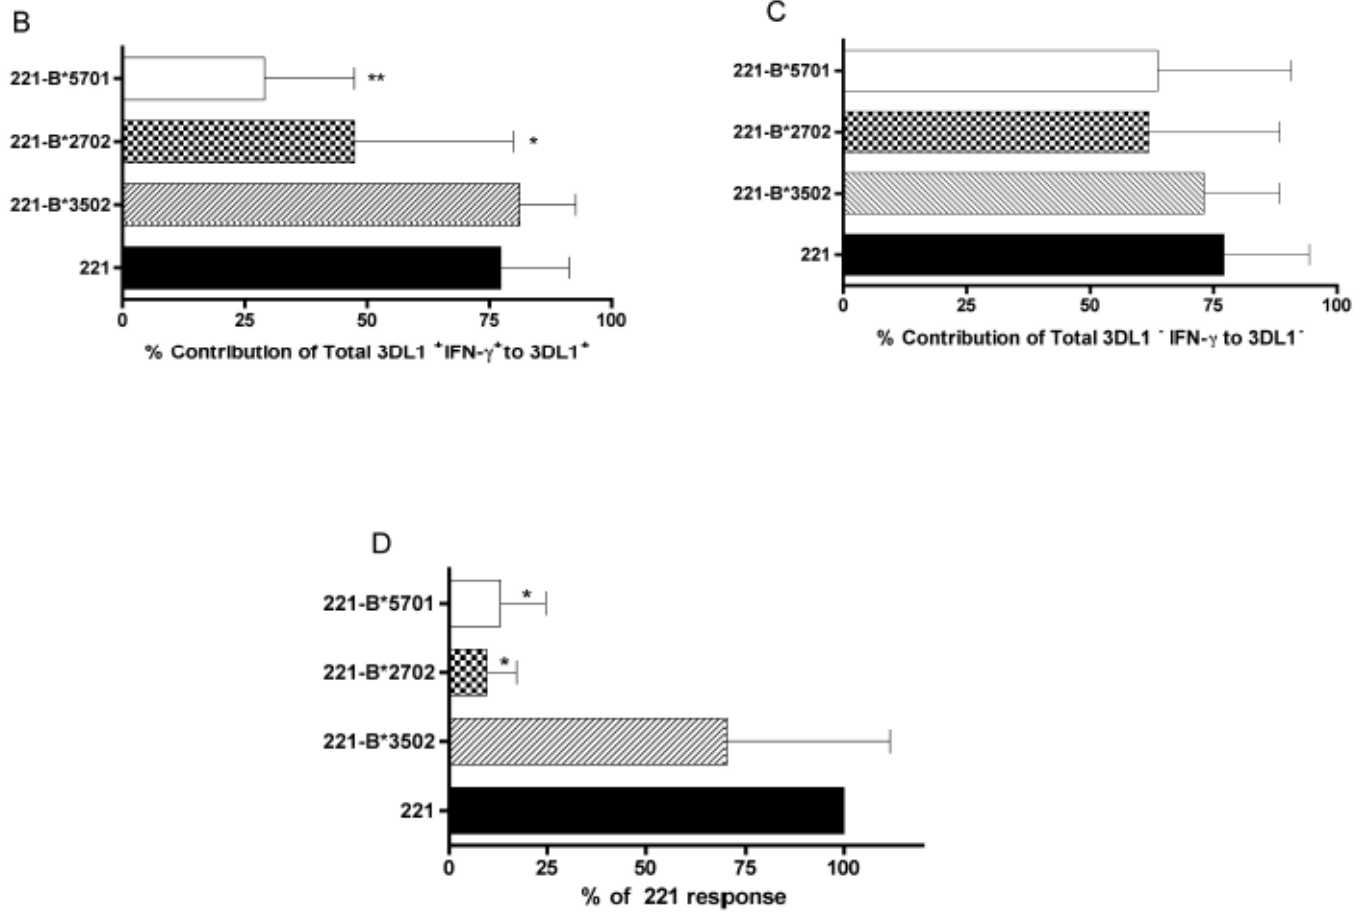 B
221-B*5701
**
221-B*2702
*
221-B*3502
221
0 25 50 75 100
% Contribution of Total 3DL1 ⁺IFN-γ⁺to 3DL1⁺
C
221-B*5701
221-B*2702
221-B*3502
221
0 25 50 75 100
% Contribution of Total 3DL1 ⁻ IFN-γ to 3DL1⁻
D
221-B*5701
*
221-B*2702
*
221-B*3502
221
0 25 50 75 100
% of 221 response